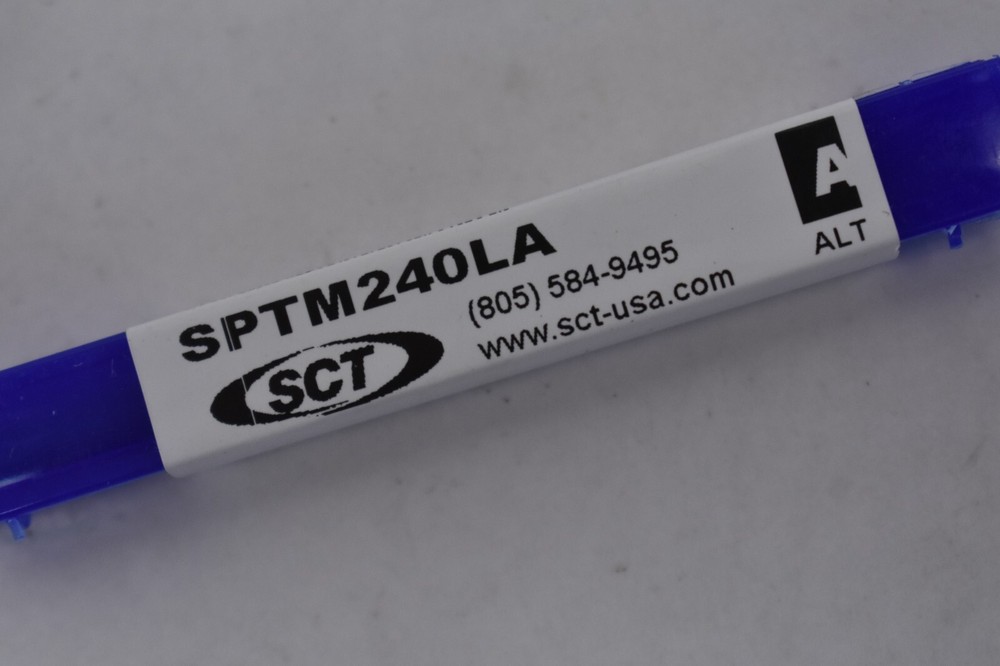 SPTM240LA
SCT
(805) 584-9495
www.sct-usa.com
A
ALT